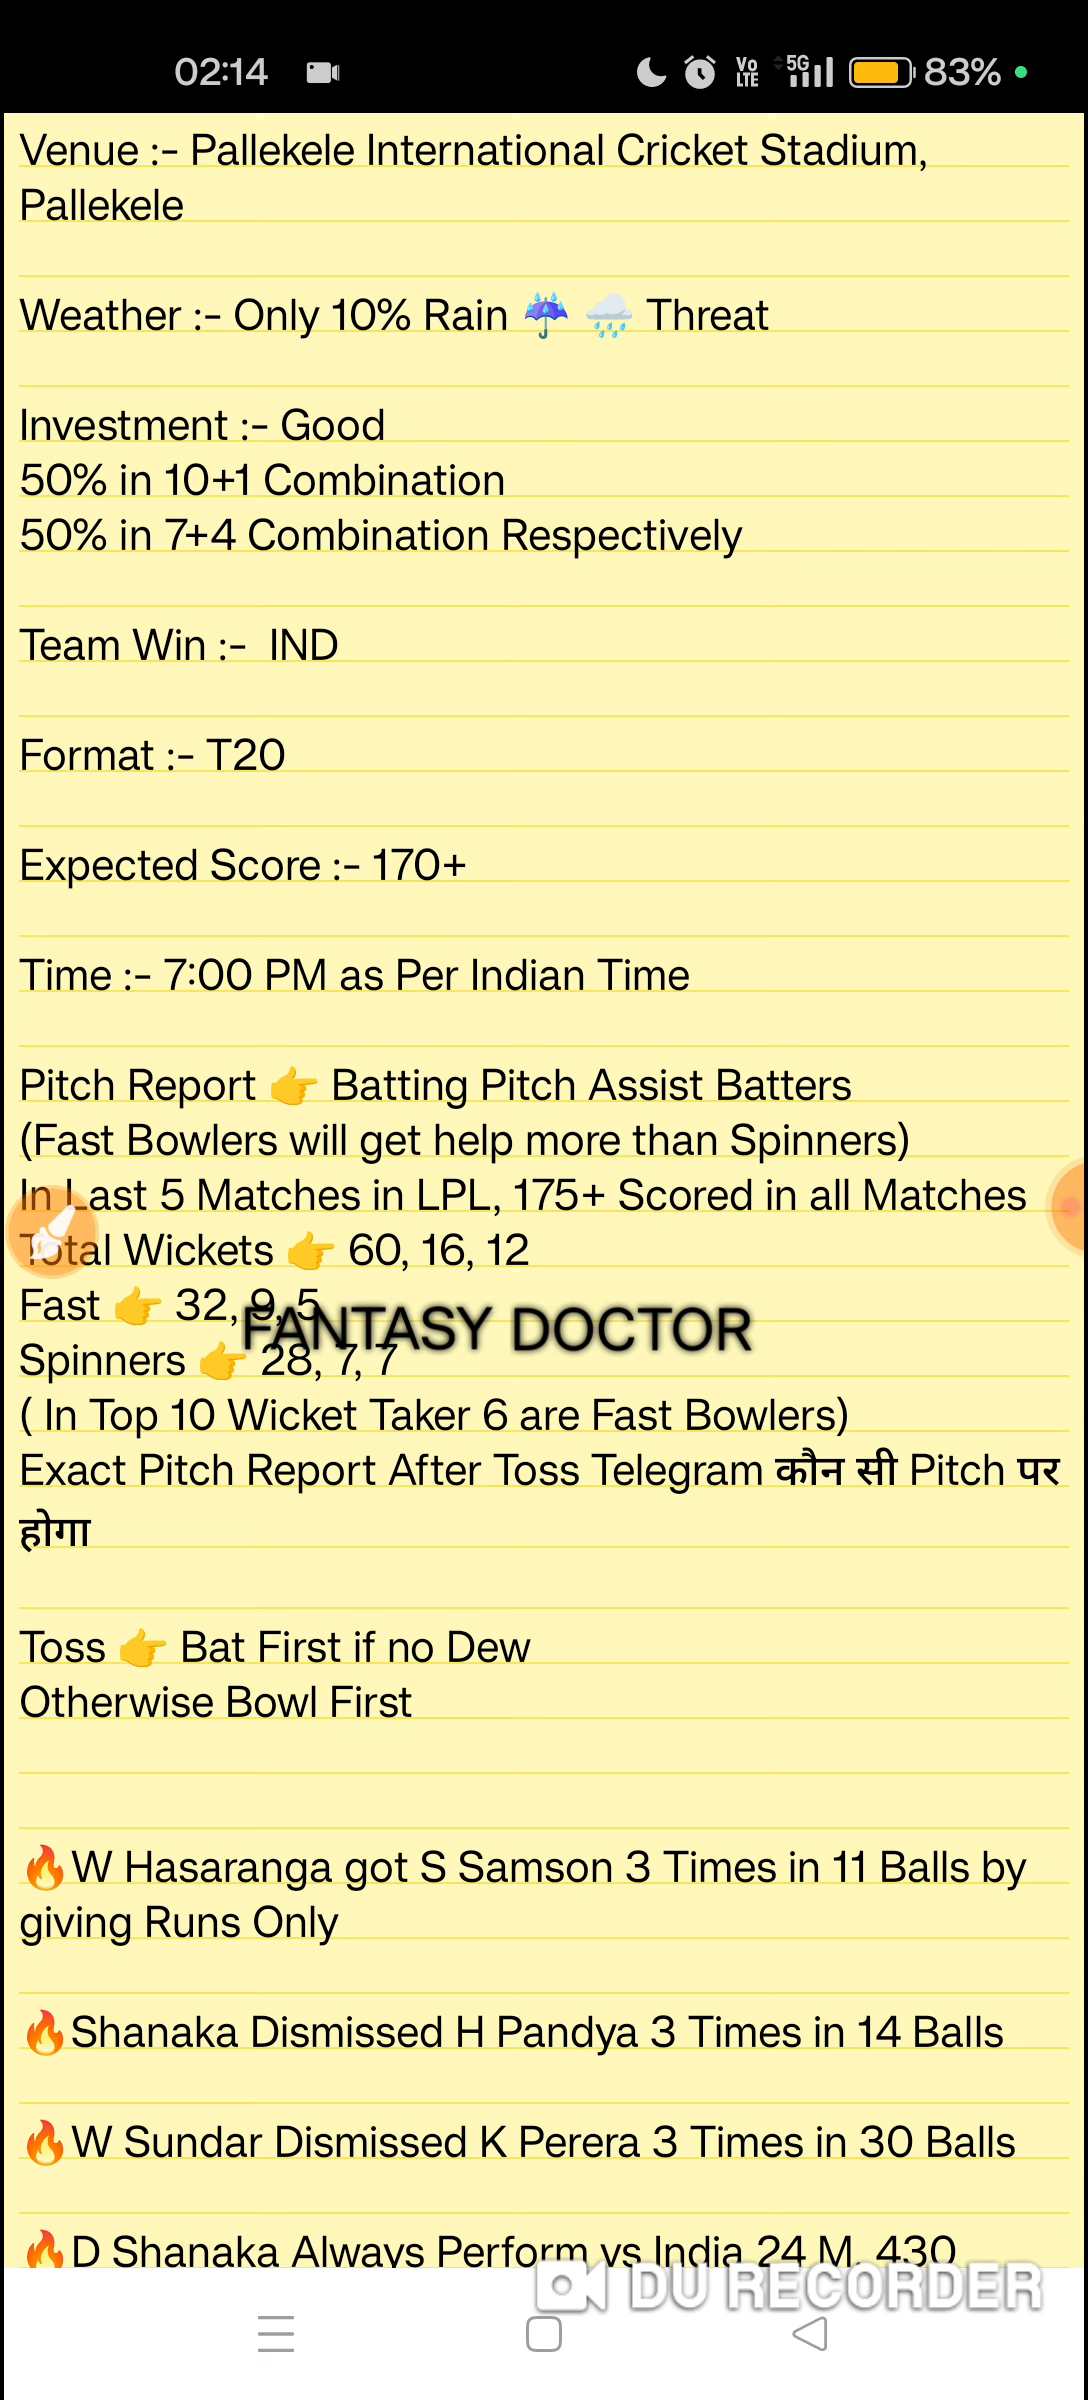 02:14
Vo LTE 5G 83%
Venue :- Pallekele International Cricket Stadium,
Pallekele
Weather :- Only 10% Rain ☔ 🌧️ Threat
Investment :- Good
50% in 10+1 Combination
50% in 7+4 Combination Respectively
Team Win :- IND
Format :- T20
Expected Score :- 170+
Time :- 7:00 PM as Per Indian Time
Pitch Report 👉 Batting Pitch Assist Batters
(Fast Bowlers will get help more than Spinners)
In Last 5 Matches in LPL, 175+ Scored in all Matches
Total Wickets 👉 60, 16, 12
Fast 👉 32, 9, 5
FANTASY DOCTOR
Spinners 👉 28, 7, 7
( In Top 10 Wicket Taker 6 are Fast Bowlers)
Exact Pitch Report After Toss Telegram कौन सी Pitch पर
होगा
Toss 👉 Bat First if no Dew
Otherwise Bowl First
🔥W Hasaranga got S Samson 3 Times in 11 Balls by
giving Runs Only
🔥Shanaka Dismissed H Pandya 3 Times in 14 Balls
🔥W Sundar Dismissed K Perera 3 Times in 30 Balls
🔥D Shanaka Always Perform vs India 24 M, 430
DU RECORDER